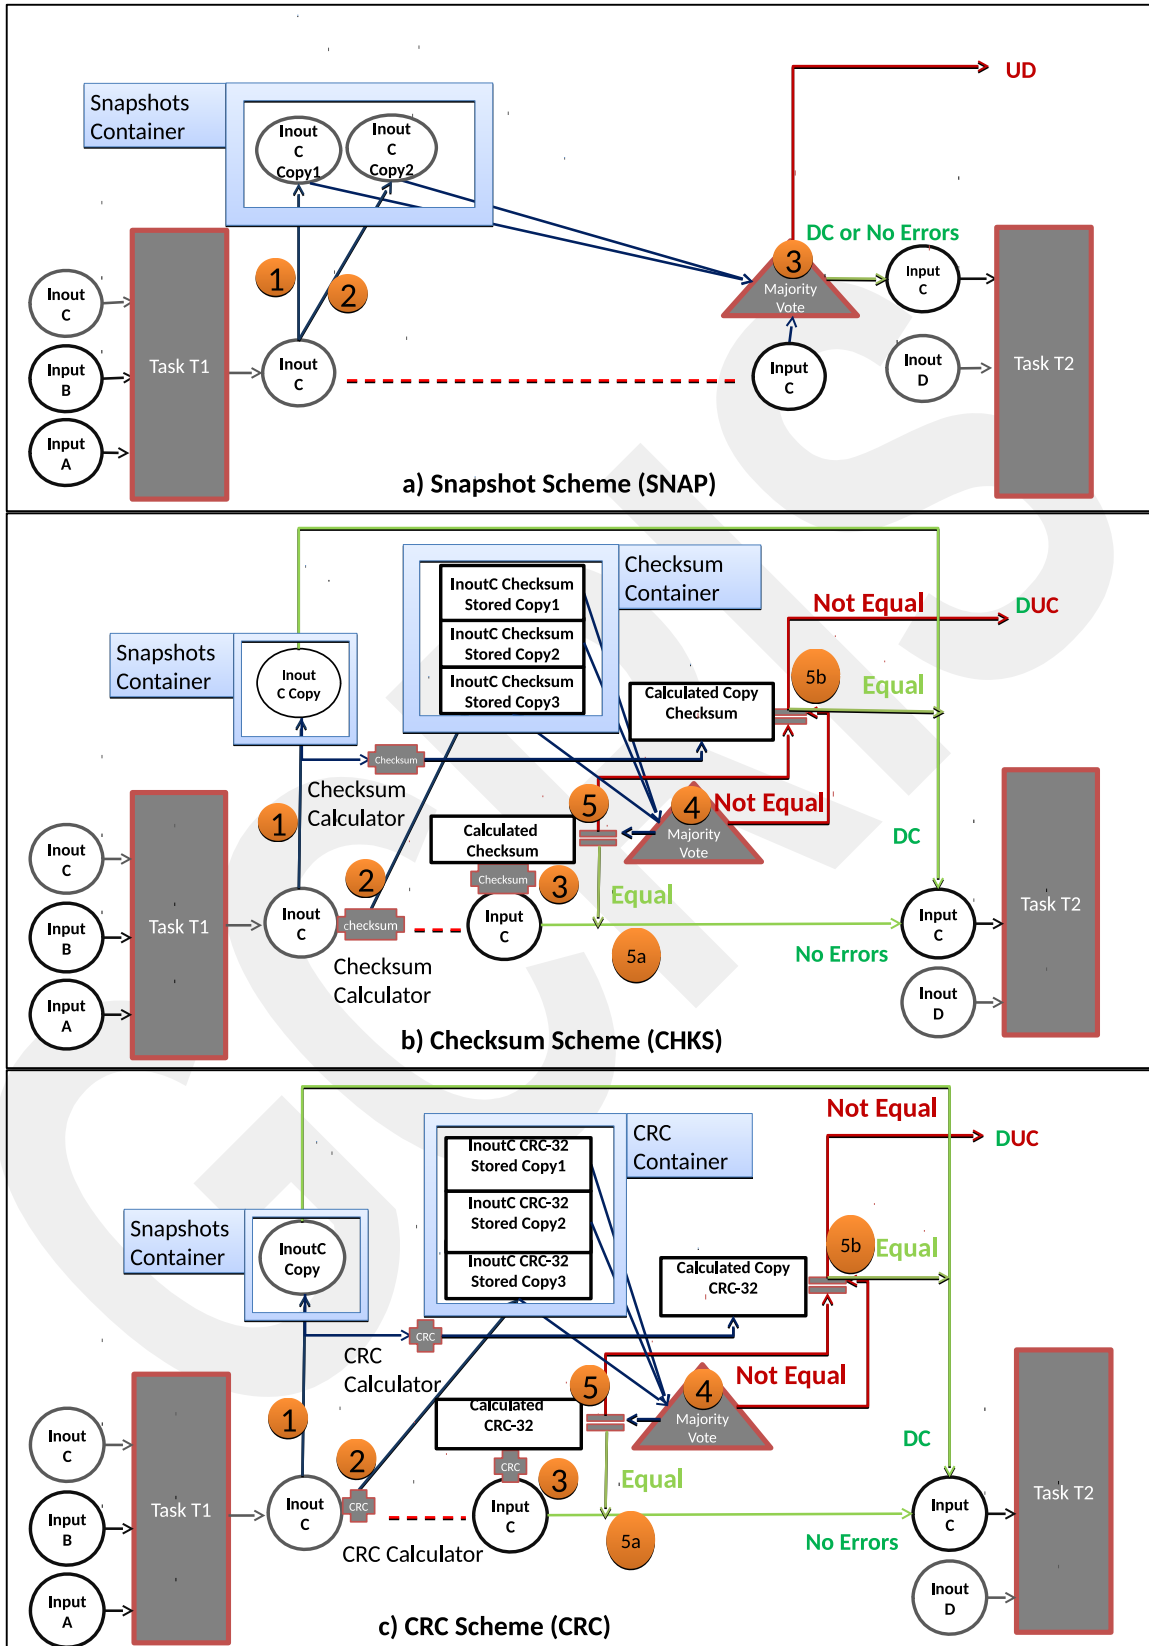 UD
Snapshots
Container
Inout
C
Copy1
Inout
C
Copy2
DC or No Errors
1
2
3
Majority
Vote
Input
C
Inout
C
Input
B
Input
A
Task T1
Inout
C
Input
C
Inout
D
Task T2
a) Snapshot Scheme (SNAP)
Checksum
Container
InoutC Checksum
Stored Copy1
InoutC Checksum
Stored Copy2
InoutC Checksum
Stored Copy3
Not Equal
DUC
Snapshots
Container
Inout
C Copy
5b
Equal
Calculated Copy
Checksum
Checksum
Checksum
Calculator
1
5
4
Not Equal
Majority
Vote
Calculated
Checksum
DC
Inout
C
Input
B
Input
A
Task T1
2
Checksum
3
Equal
Inout
C
checksum
Input
C
5a
No Errors
Input
C
Inout
D
Task T2
Checksum
Calculator
b) Checksum Scheme (CHKS)
Not Equal
DUC
CRC
Container
InoutC CRC-32
Stored Copy1
InoutC CRC-32
Stored Copy2
InoutC CRC-32
Stored Copy3
Snapshots
Container
InoutC
Copy
5b
Equal
Calculated Copy
CRC-32
CRC
CRC
Calculator
1
5
4
Not Equal
Majority
Vote
Calculated
CRC-32
DC
Inout
C
Input
B
Input
A
Task T1
2
CRC
3
Equal
Inout
C
CRC
Input
C
5a
No Errors
Input
C
Inout
D
Task T2
CRC Calculator
c) CRC Scheme (CRC)